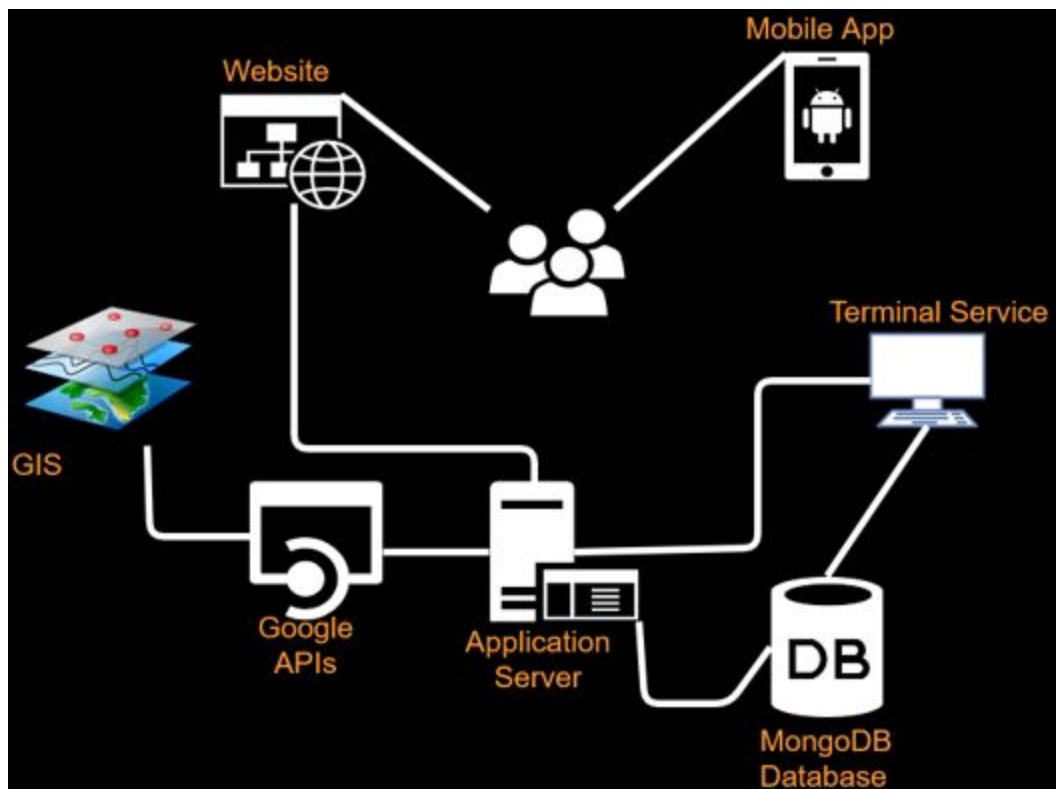 Mobile App
Website
Terminal Service
GIS
Google
APIs
Application
Server
DB
MongoDB
Database